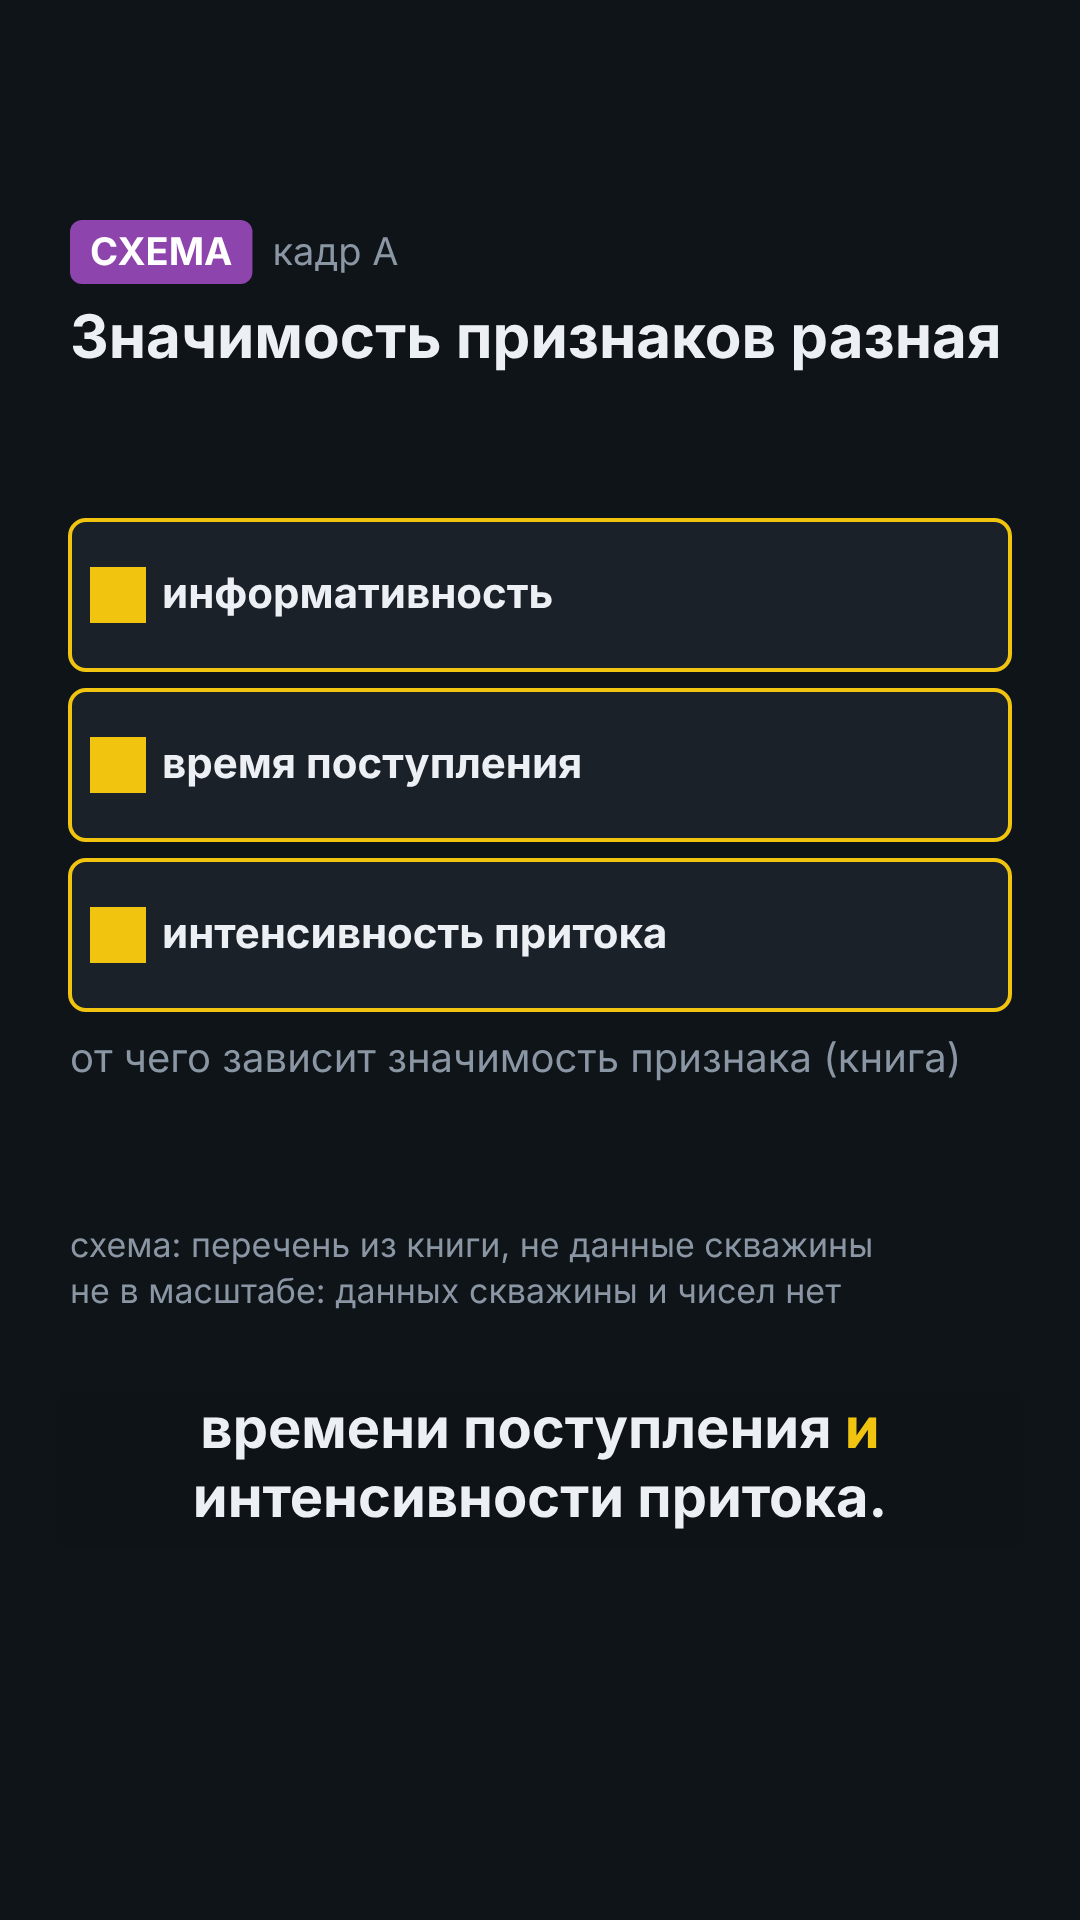 СХЕМА кадр А
Значимость признаков разная
информативность
время поступления
интенсивность притока
от чего зависит значимость признака (книга)
схема: перечень из книги, не данные скважины
не в масштабе: данных скважины и чисел нет
времени поступления и
интенсивности притока.